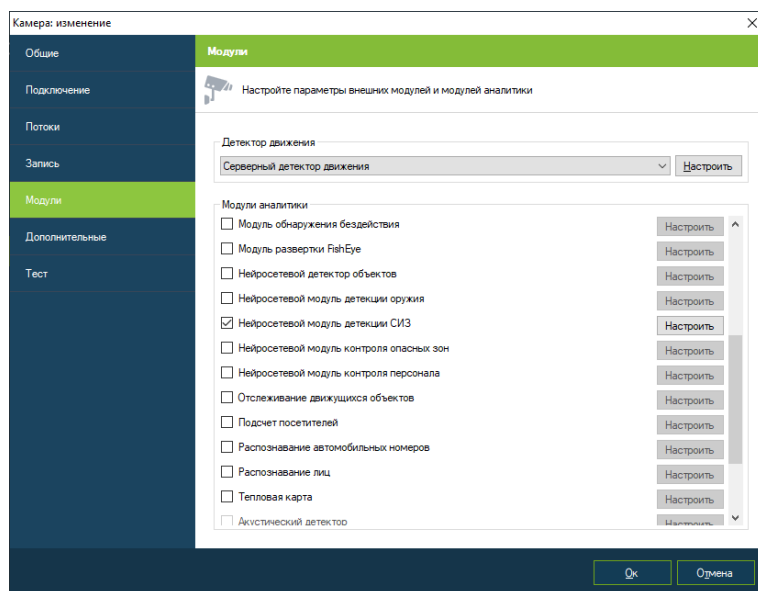 Камера: изменение
Общие
Подключение
Потоки
Запись
Модули
Дополнительные
Тест
Модули
Настройте параметры внешних модулей и модулей аналитики
Детектор движения
Серверный детектор движения Настроить
Модули аналитики
Модуль обнаружения бездействия Настроить
Модуль развертки FishEye Настроить
Нейросетевой детектор объектов Настроить
Нейросетевой модуль детекции оружия Настроить
Нейросетевой модуль детекции СИЗ Настроить
Нейросетевой модуль контроля опасных зон Настроить
Нейросетевой модуль контроля персонала Настроить
Отслеживание движущихся объектов Настроить
Подсчет посетителей Настроить
Распознавание автомобильных номеров Настроить
Распознавание лиц Настроить
Тепловая карта Настроить
Акустический детектор Настроить
Ок Отмена